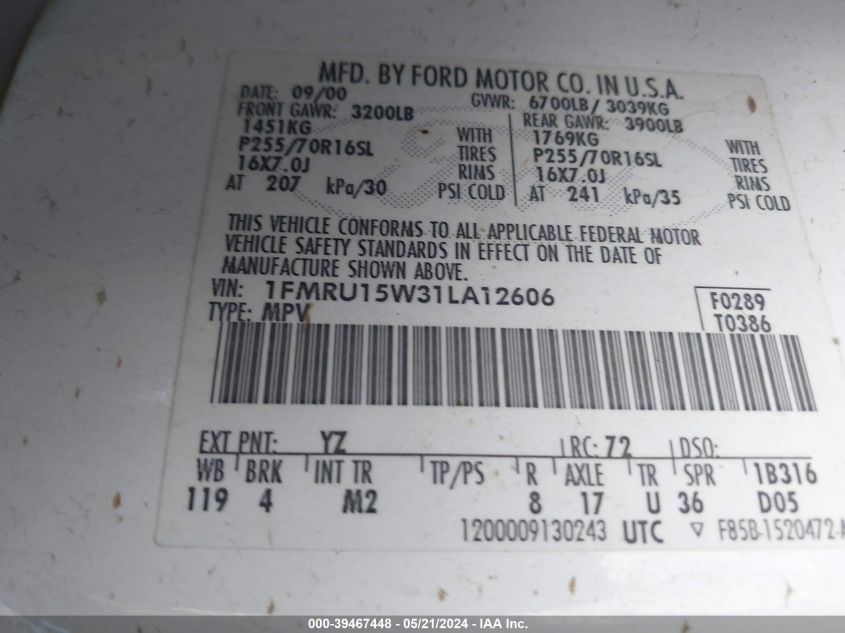 MFD. BY FORD MOTOR CO. IN U.S.A.
DATE: 09/00 GVWR: 6700LB / 3039KG
FRONT GAWR: 3200LB REAR GAWR: 3900LB
1451KG WITH 1769KG WITH
P255/70R16SL TIRES P255/70R16SL TIRES
16X7.0J RIMS 16X7.0J RIMS
AT 207 kPa/30 PSI COLD AT 241 kPa/35 PSI COLD
THIS VEHICLE CONFORMS TO ALL APPLICABLE FEDERAL MOTOR
VEHICLE SAFETY STANDARDS IN EFFECT ON THE DATE OF
MANUFACTURE SHOWN ABOVE.
VIN: 1FMRU15W31LA12606 F0289
TYPE: MPV T0386
EXT PNT: YZ RC: 72 DSO:
WB BRK INT TR TP/PS R AXLE TR SPR 1B316
119 4 M2 8 17 U 36 D05
1200009130243 UTC ▽ F85B-1520472-A
000-39467448 - 05/21/2024 - IAA Inc.